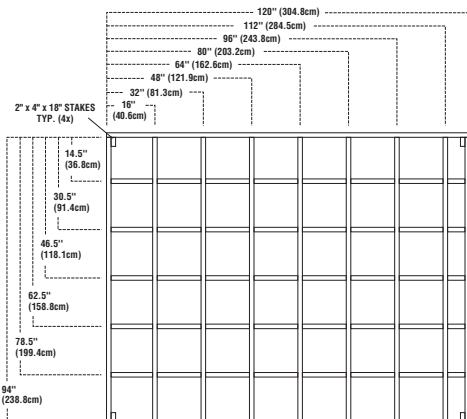 120" (304.8cm)
112" (284.5cm)
96" (243.8cm)
80" (203.2cm)
64" (162.6cm)
48" (121.9cm)
32" (81.3cm)
16"
(40.6cm)
2" x 4" x 18" STAKES
TYP. (4x)
14.5"
(36.8cm)
30.5"
(91.4cm)
46.5"
(118.1cm)
62.5"
(158.8cm)
78.5"
(199.4cm)
94"
(238.8cm)